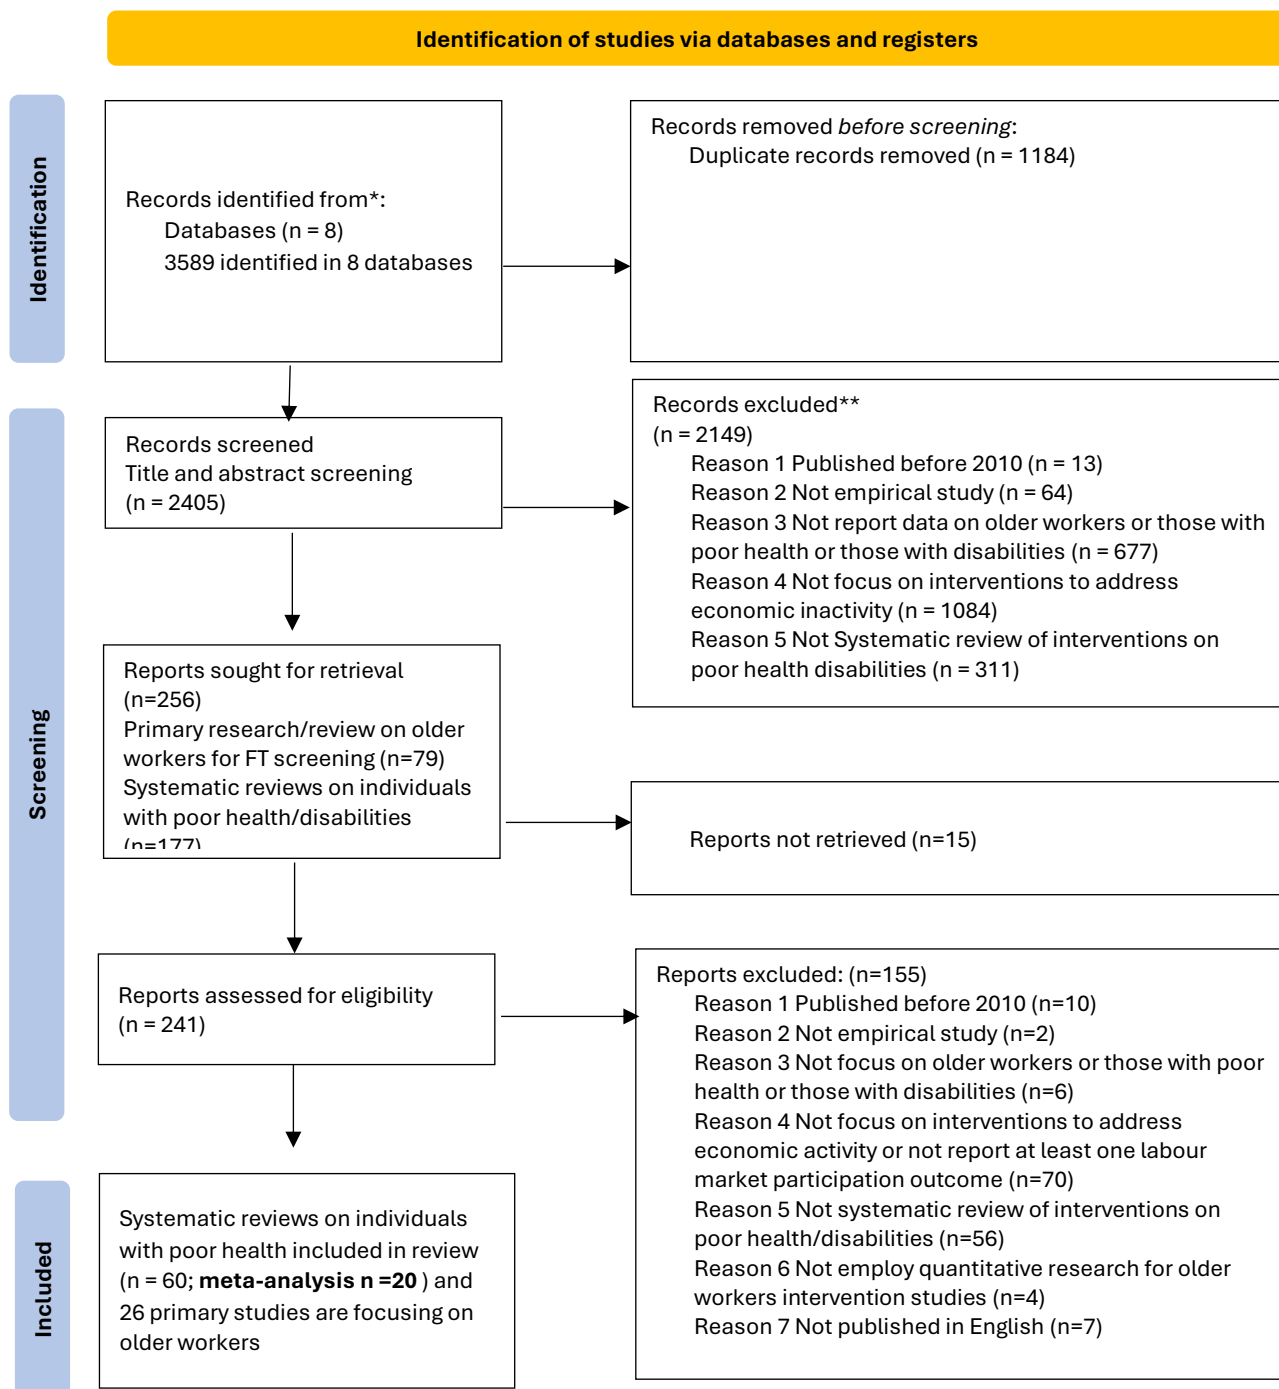 Identification of studies via databases and registers
Identification
Records identified from*:
Databases (n = 8)
3589 identified in 8 databases
Records removed before screening:
Duplicate records removed (n = 1184)
Screening
Records screened
Title and abstract screening
(n = 2405)
Records excluded**
(n = 2149)
Reason 1 Published before 2010 (n = 13)
Reason 2 Not empirical study (n = 64)
Reason 3 Not report data on older workers or those with
poor health or those with disabilities (n = 677)
Reason 4 Not focus on interventions to address
economic inactivity (n = 1084)
Reason 5 Not Systematic review of interventions on
poor health disabilities (n = 311)
Reports sought for retrieval
(n=256)
Primary research/review on older
workers for FT screening (n=79)
Systematic reviews on individuals
with poor health/disabilities
(n=177)
Reports not retrieved (n=15)
Reports assessed for eligibility
(n = 241)
Reports excluded: (n=155)
Reason 1 Published before 2010 (n=10)
Reason 2 Not empirical study (n=2)
Reason 3 Not focus on older workers or those with poor
health or those with disabilities (n=6)
Reason 4 Not focus on interventions to address
economic activity or not report at least one labour
market participation outcome (n=70)
Reason 5 Not systematic review of interventions on
poor health/disabilities (n=56)
Reason 6 Not employ quantitative research for older
workers intervention studies (n=4)
Reason 7 Not published in English (n=7)
Included
Systematic reviews on individuals
with poor health included in review
(n = 60; meta-analysis n =20 ) and
26 primary studies are focusing on
older workers